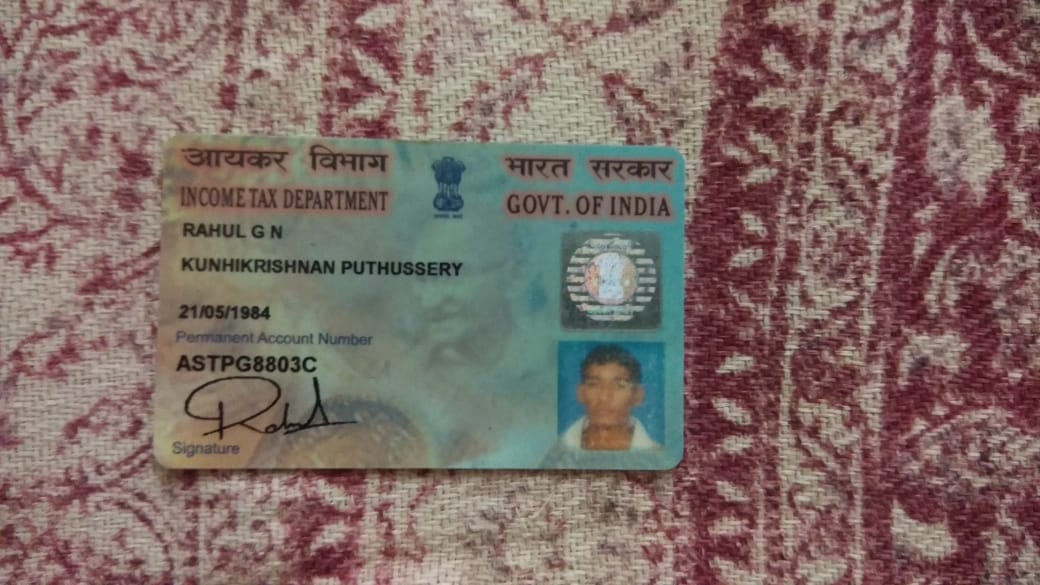 आयकर विभाग
INCOME TAX DEPARTMENT
भारत सरकार
GOVT. OF INDIA
RAHUL G N
KUNHIKRISHNAN PUTHUSSERY
21/05/1984
Permanent Account Number
ASTPG8803C
Rahul
Signature